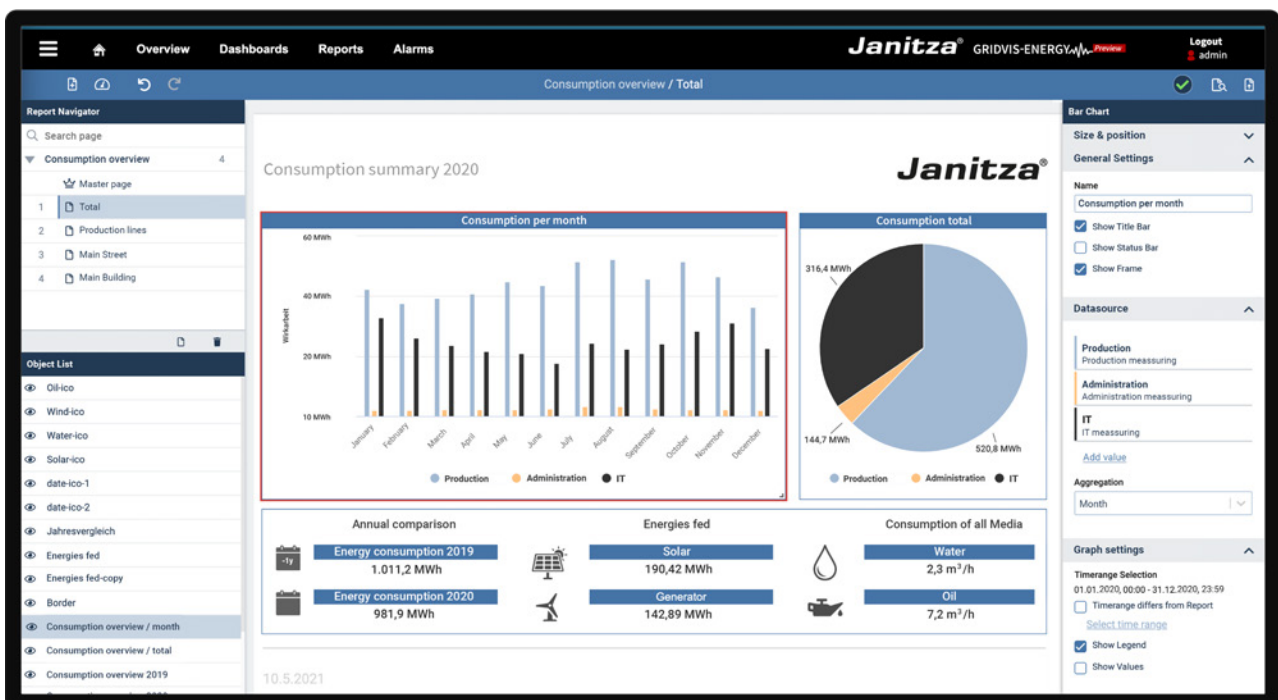 Overview Dashboards Reports Alarms
Janitza® GRIDVIS-ENERGY Preview
Logout
admin
Consumption overview / Total
Report Navigator
Search page
Consumption overview 4
Master page
1 Total
2 Production lines
3 Main Street
4 Main Building
Object List
Oil-ico
Wind-ico
Water-ico
Solar-ico
date-ico-1
date-ico-2
Jahresvergleich
Energies fed
Energies fed-copy
Border
Consumption overview / month
Consumption overview / total
Consumption overview 2019
Consumption summary 2020
Janitza®
Consumption per month
60 MWh
40 MWh
20 MWh
10 MWh
Wirkarbeit
January February March April May June July August September October November December
Production Administration IT
Consumption total
316,4 MWh
144,7 MWh
520,8 MWh
Production Administration IT
Annual comparison
-1y
Energy consumption 2019
1.011,2 MWh
Energy consumption 2020
981,9 MWh
Energies fed
Solar
190,42 MWh
Generator
142,89 MWh
Consumption of all Media
Water
2,3 m³/h
Oil
7,2 m³/h
10.5.2021
Bar Chart
Size & position
General Settings
Name
Consumption per month
Show Title Bar
Show Status Bar
Show Frame
Datasource
Production
Production meassuring
Administration
Administration meassuring
IT
IT meassuring
Add value
Aggregation
Month
Graph settings
Timerange Selection
01.01.2020, 00:00 - 31.12.2020, 23:59
Timerange differs from Report
Select time range
Show Legend
Show Values